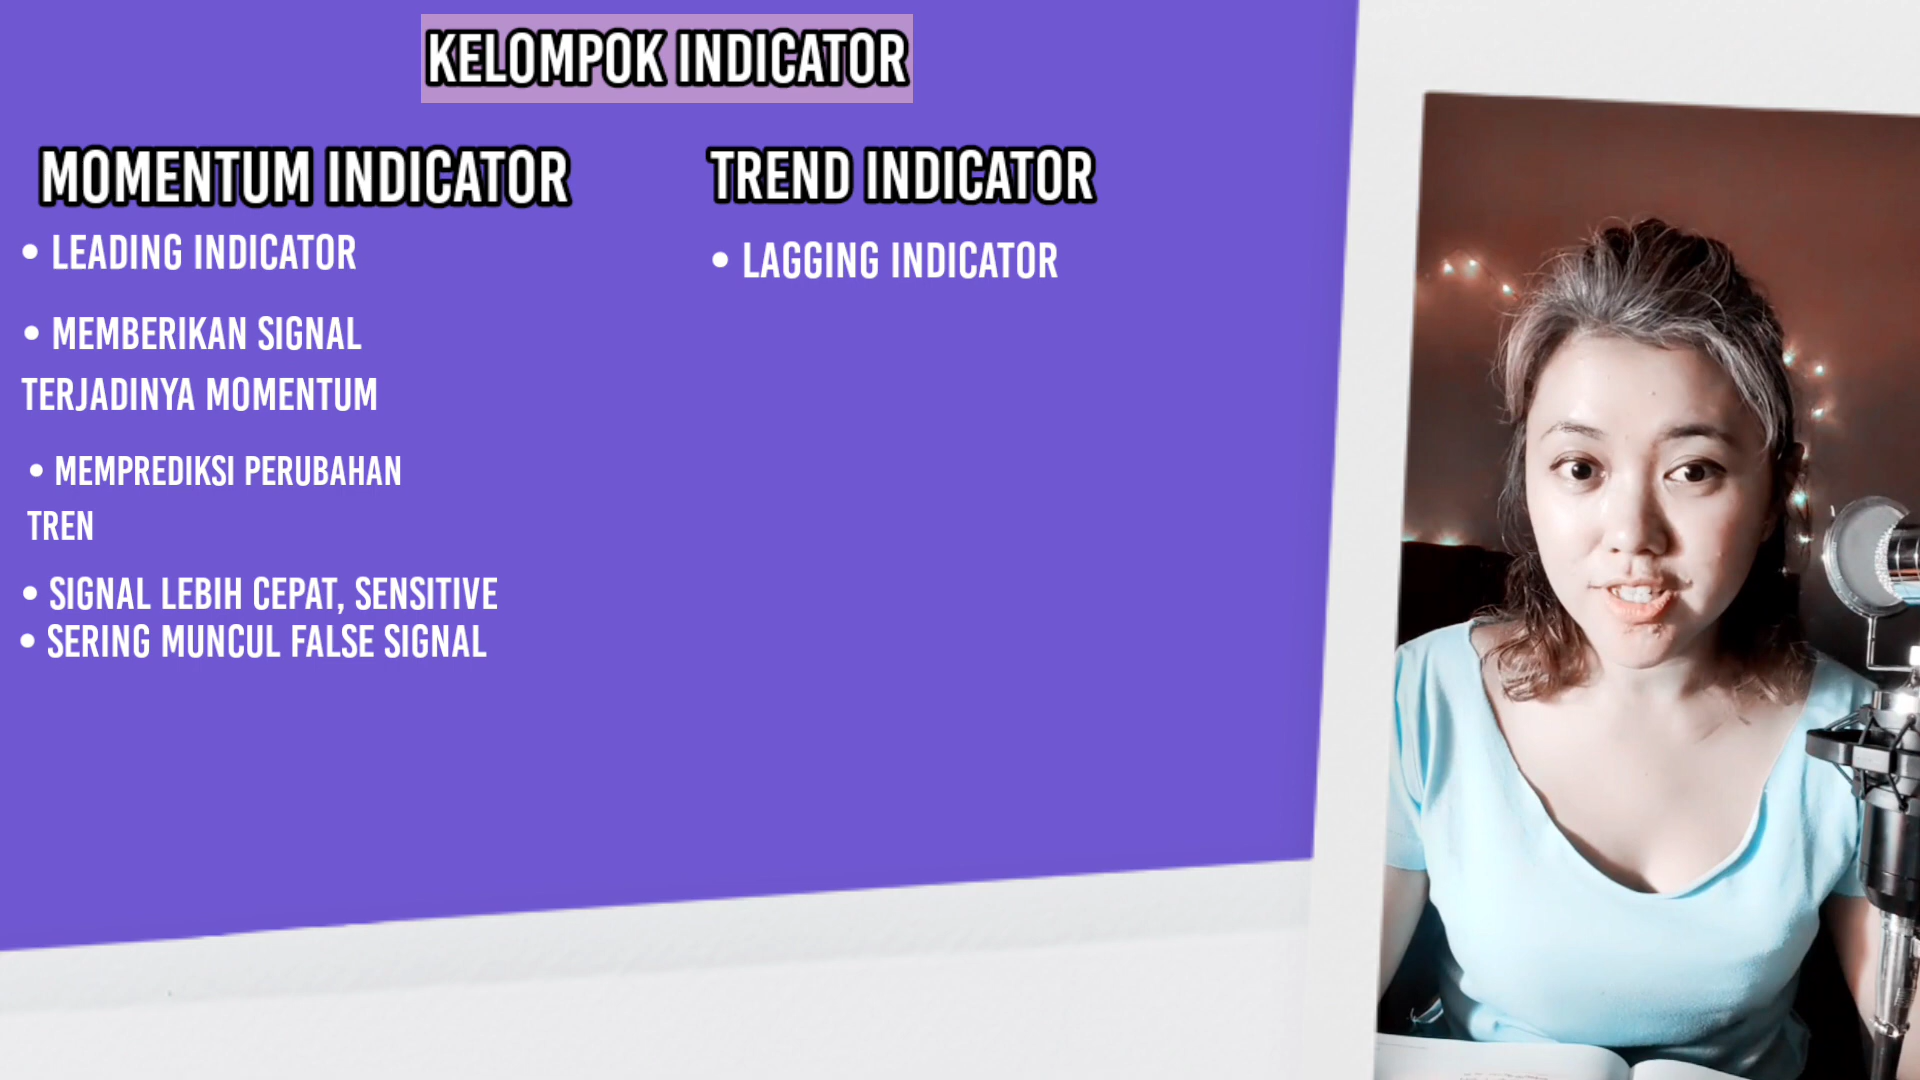 KELOMPOK INDICATOR
MOMENTUM INDICATOR
• LEADING INDICATOR
• MEMBERIKAN SIGNAL
TERJADINYA MOMENTUM
• MEMPREDIKSI PERUBAHAN
TREN
• SIGNAL LEBIH CEPAT, SENSITIVE
• SERING MUNCUL FALSE SIGNAL
TREND INDICATOR
• LAGGING INDICATOR